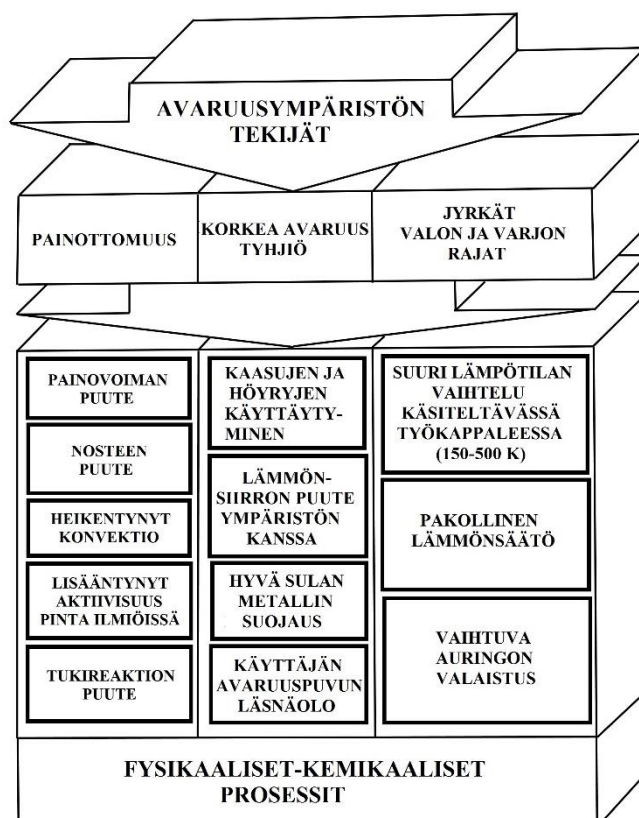 AVARUUSYMPÄRISTÖN
TEKIJÄT
PAINOTTOMUUS
KORKEA AVARUUS
TYHJIÖ
JYRKÄT
VALON JA VARJON
RAJAT
PAINOVOIMAN
PUUTE
NOSTEEN
PUUTE
HEIKENTYNYT
KONVEKTIO
LISÄÄNTYNYT
AKTIIVISUUS
PINTA ILMIÖISSÄ
TUKIREAKTION
PUUTE
KAASUJEN JA
HÖYRYJEN
KÄYTTÄYTY-
MINEN
LÄMMÖN-
SIIRRON PUUTE
YMPÄRISTÖN
KANSSA
HYVÄ SULAN
METALLIN
SUOJAUS
KÄYTTÄJÄN
AVARUUSPUVUN
LÄSNÄOLO
SUURI LÄMPÖTILAN
VAIHTELU
KÄSITELTÄVÄSSÄ
TYÖKAPPALEESSA
(150-500 K)
PAKOLLINEN
LÄMMÖNSÄÄTÖ
VAIHTUVA
AURINGON
VALAISTUS
FYSIKAALISET-KEMIKAALISET
PROSESSIT